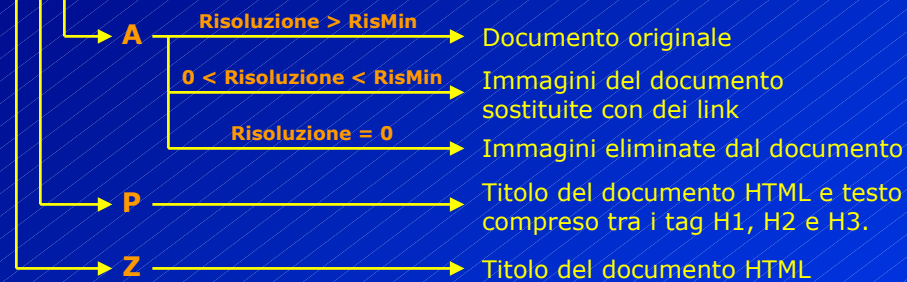 Risoluzione > RisMin
A
Documento originale
0 < Risoluzione < RisMin
Immagini del documento
sostituite con dei link
Risoluzione = 0
Immagini eliminate dal documento
P
Titolo del documento HTML e testo
compreso tra i tag H1, H2 e H3.
Z
Titolo del documento HTML